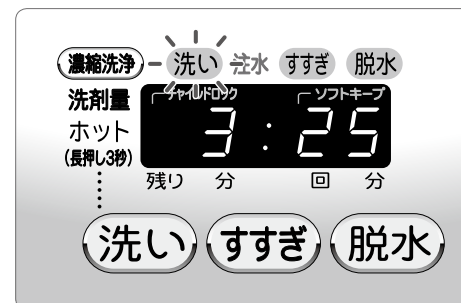 濃縮洗浄 洗い 注水 すすぎ 脱水
洗剤量 チャイルドロック ソフトキープ
ホット 3:25
(長押し3秒)
残り 分 回 分
洗い すすぎ 脱水